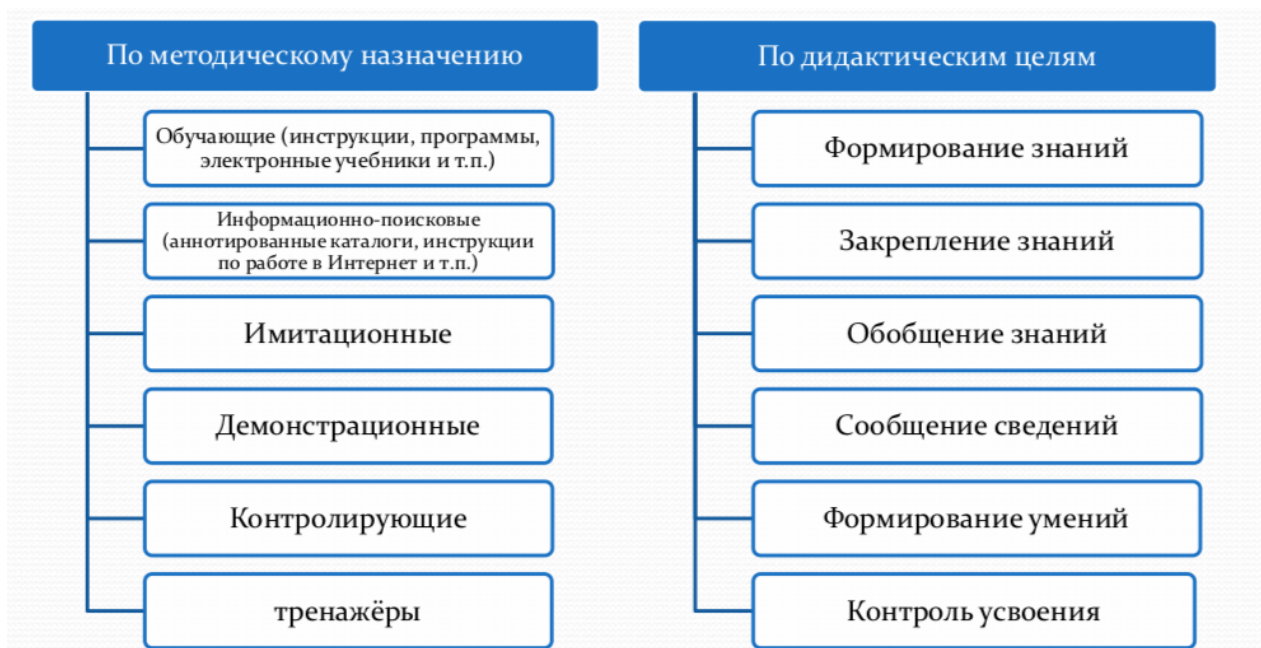 По методическому назначению
Обучающие (инструкции, программы,
электронные учебники и т.п.)
Информационно-поисковые
(аннотированные каталоги, инструкции
по работе в Интернет и т.п.)
Имитационные
Демонстрационные
Контролирующие
тренажёры
По дидактическим целям
Формирование знаний
Закрепление знаний
Обобщение знаний
Сообщение сведений
Формирование умений
Контроль усвоения